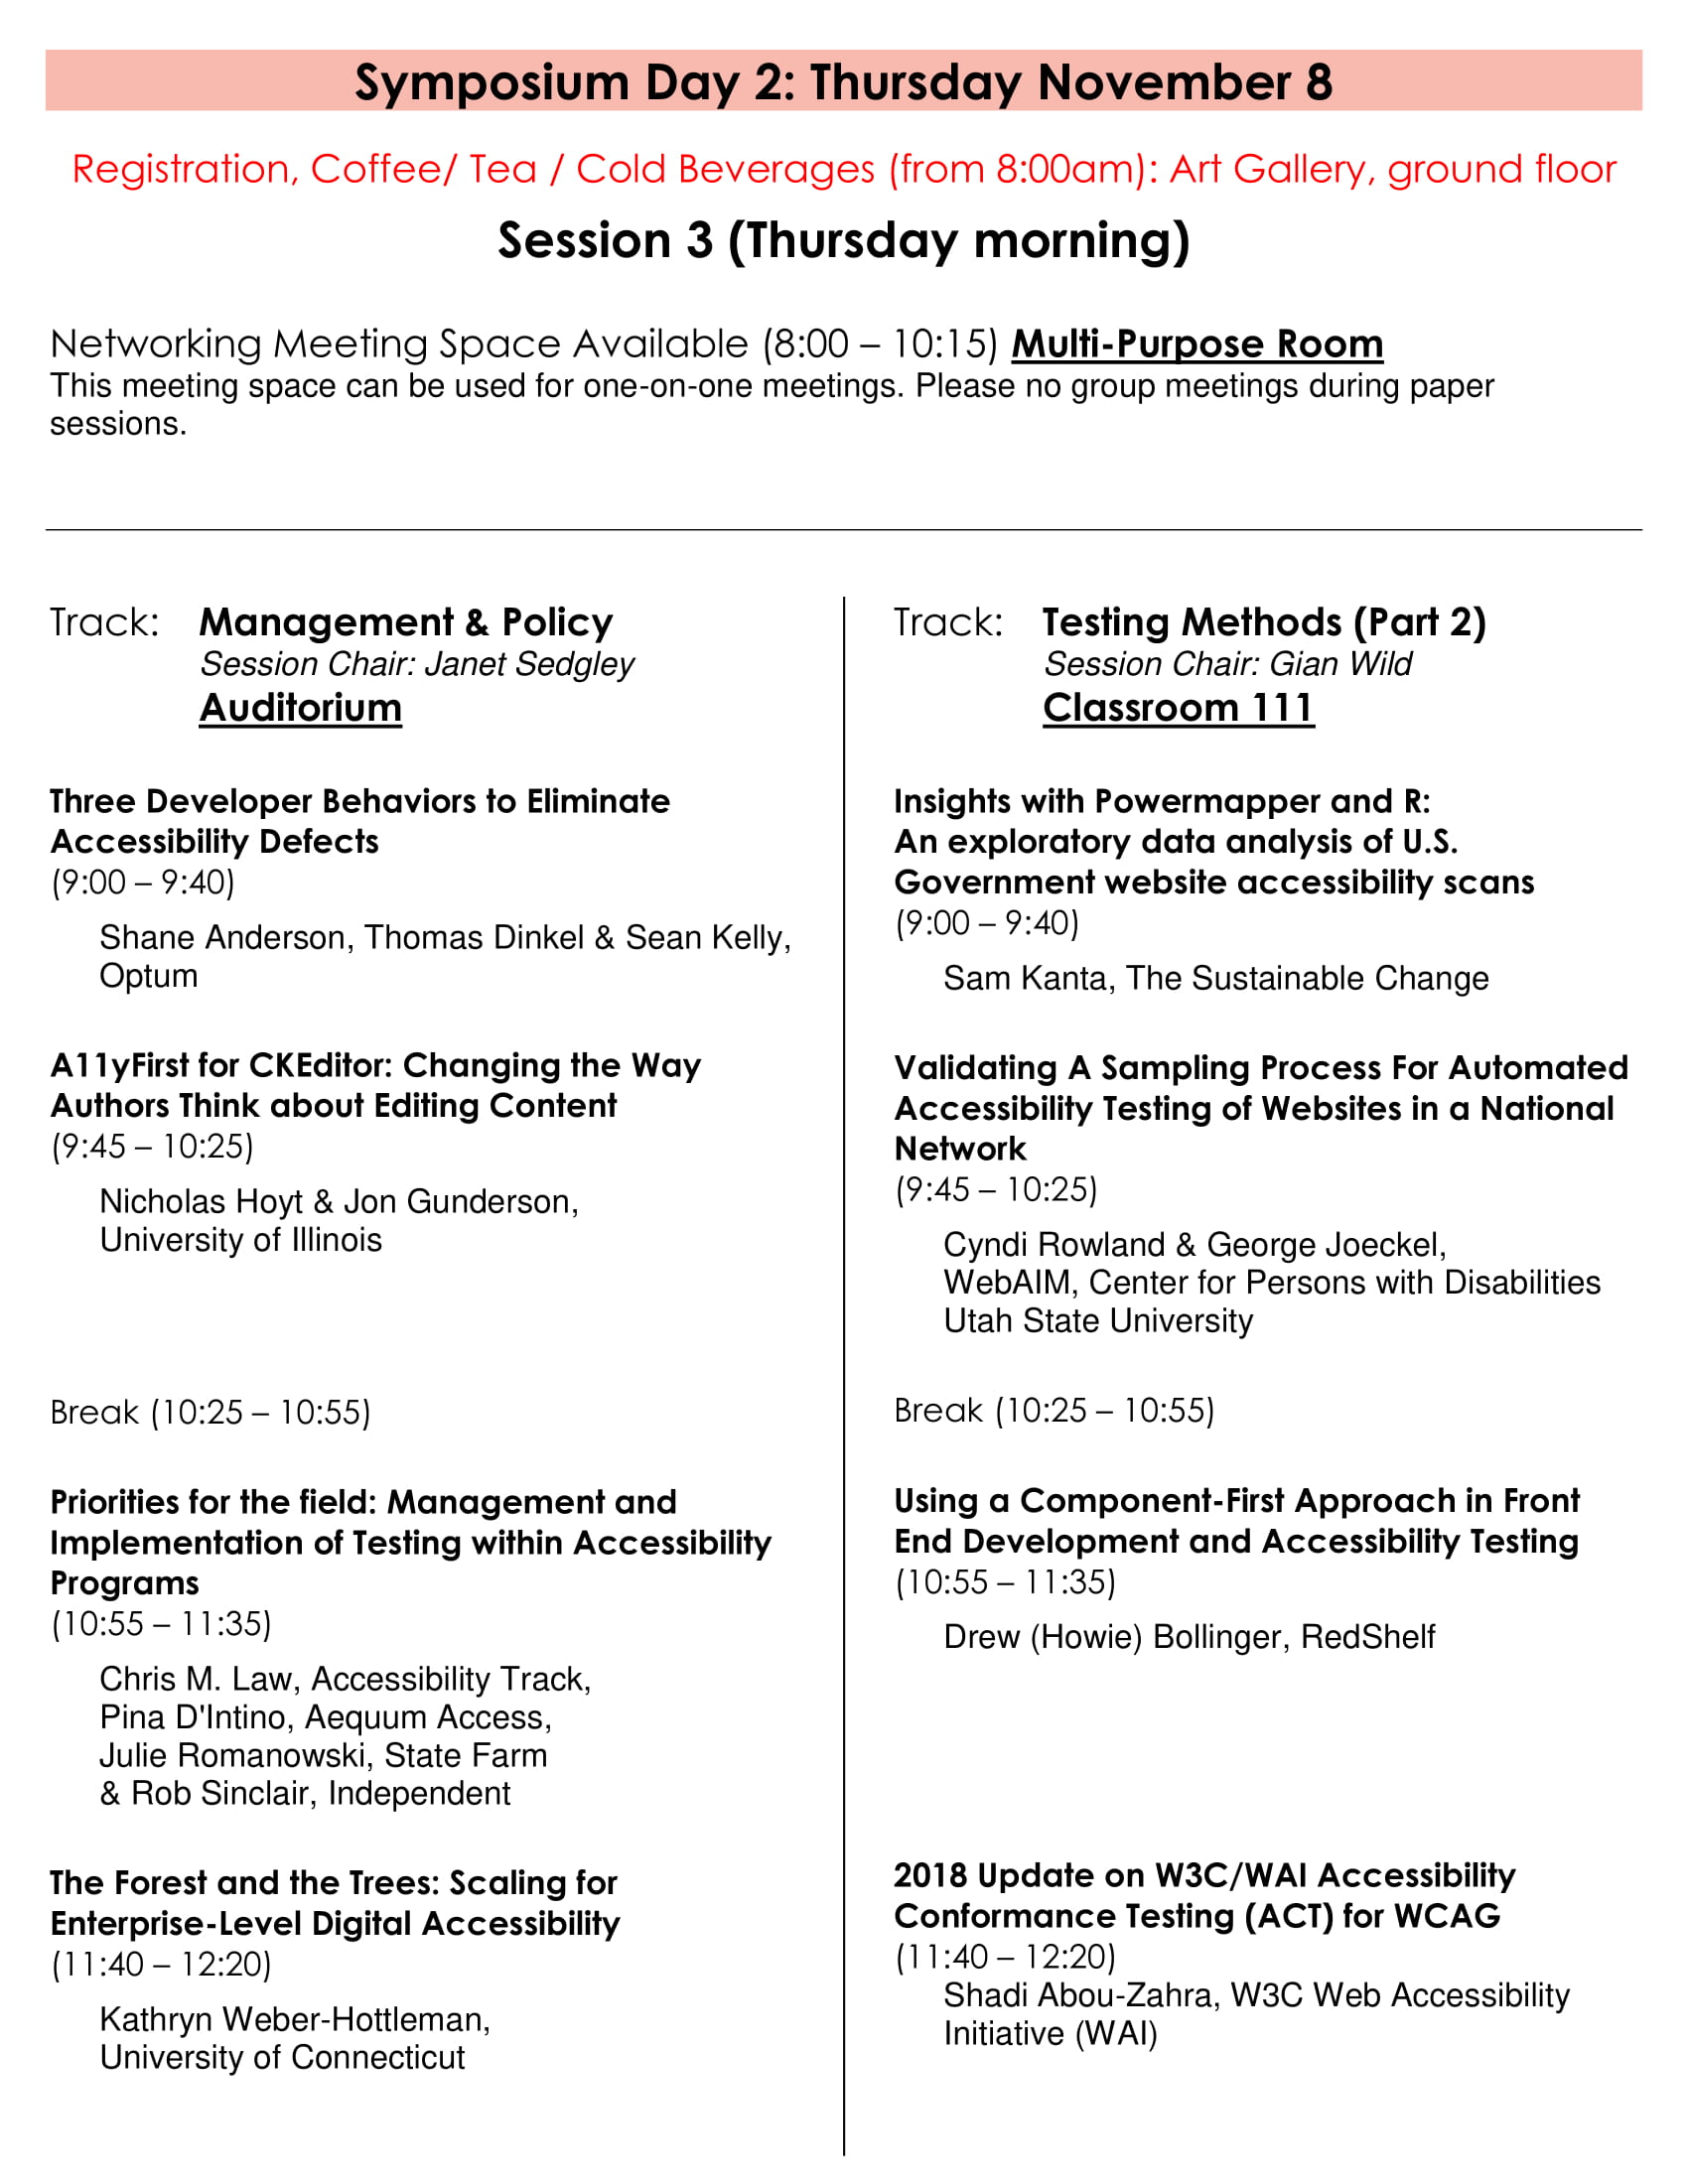 Symposium Day 2: Thursday November 8
Registration, Coffee/ Tea / Cold Beverages (from 8:00am): Art Gallery, ground floor
Session 3 (Thursday morning)
Networking Meeting Space Available (8:00 – 10:15) Multi-Purpose Room
This meeting space can be used for one-on-one meetings. Please no group meetings during paper
sessions.
Track: Management & Policy
Session Chair: Janet Sedgley
Auditorium
Three Developer Behaviors to Eliminate
Accessibility Defects
(9:00 – 9:40)
Shane Anderson, Thomas Dinkel & Sean Kelly,
Optum
A11yFirst for CKEditor: Changing the Way
Authors Think about Editing Content
(9:45 – 10:25)
Nicholas Hoyt & Jon Gunderson,
University of Illinois
Break (10:25 – 10:55)
Priorities for the field: Management and
Implementation of Testing within Accessibility
Programs
(10:55 – 11:35)
Chris M. Law, Accessibility Track,
Pina D'Intino, Aequum Access,
Julie Romanowski, State Farm
& Rob Sinclair, Independent
The Forest and the Trees: Scaling for
Enterprise-Level Digital Accessibility
(11:40 – 12:20)
Kathryn Weber-Hottleman,
University of Connecticut
Track: Testing Methods (Part 2)
Session Chair: Gian Wild
Classroom 111
Insights with Powermapper and R:
An exploratory data analysis of U.S.
Government website accessibility scans
(9:00 – 9:40)
Sam Kanta, The Sustainable Change
Validating A Sampling Process For Automated
Accessibility Testing of Websites in a National
Network
(9:45 – 10:25)
Cyndi Rowland & George Joeckel,
WebAIM, Center for Persons with Disabilities
Utah State University
Break (10:25 – 10:55)
Using a Component-First Approach in Front
End Development and Accessibility Testing
(10:55 – 11:35)
Drew (Howie) Bollinger, RedShelf
2018 Update on W3C/WAI Accessibility
Conformance Testing (ACT) for WCAG
(11:40 – 12:20)
Shadi Abou-Zahra, W3C Web Accessibility
Initiative (WAI)